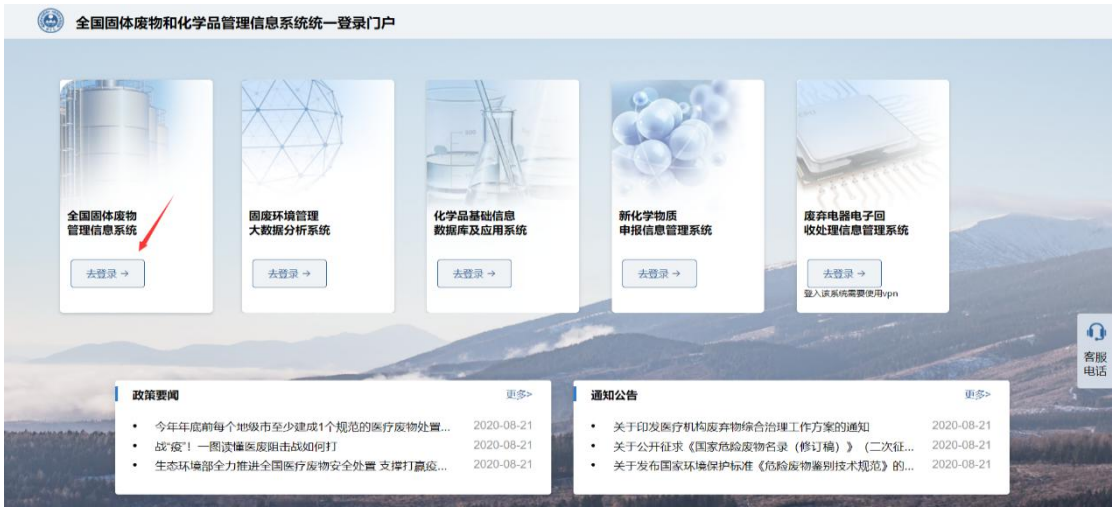 全国固体废物和化学品管理信息系统统一登录门户
全国固体废物
管理信息系统
去登录 →
固废环境管理
大数据分析系统
去登录 →
化学品基础信息
数据库及应用系统
去登录 →
新化学物质
申报信息管理系统
去登录 →
废弃电器电子回
收处理信息管理系统
去登录 →
登入该系统需要使用vpn
客服
电话
政策要闻 更多>
• 今年年底前每个地级市至少建成1个规范的医疗废物处置... 2020-08-21
• 战“疫”！一图读懂医废阻击战如何打 2020-08-21
• 生态环境部全力推进全国医疗废物安全处置 支撑打赢疫... 2020-08-21
通知公告 更多>
• 关于印发医疗机构废弃物综合治理工作方案的通知 2020-08-21
• 关于公开征求《国家危险废物名录（修订稿）》（二次征... 2020-08-21
• 关于发布国家环境保护标准《危险废物鉴别技术规范》的... 2020-08-21